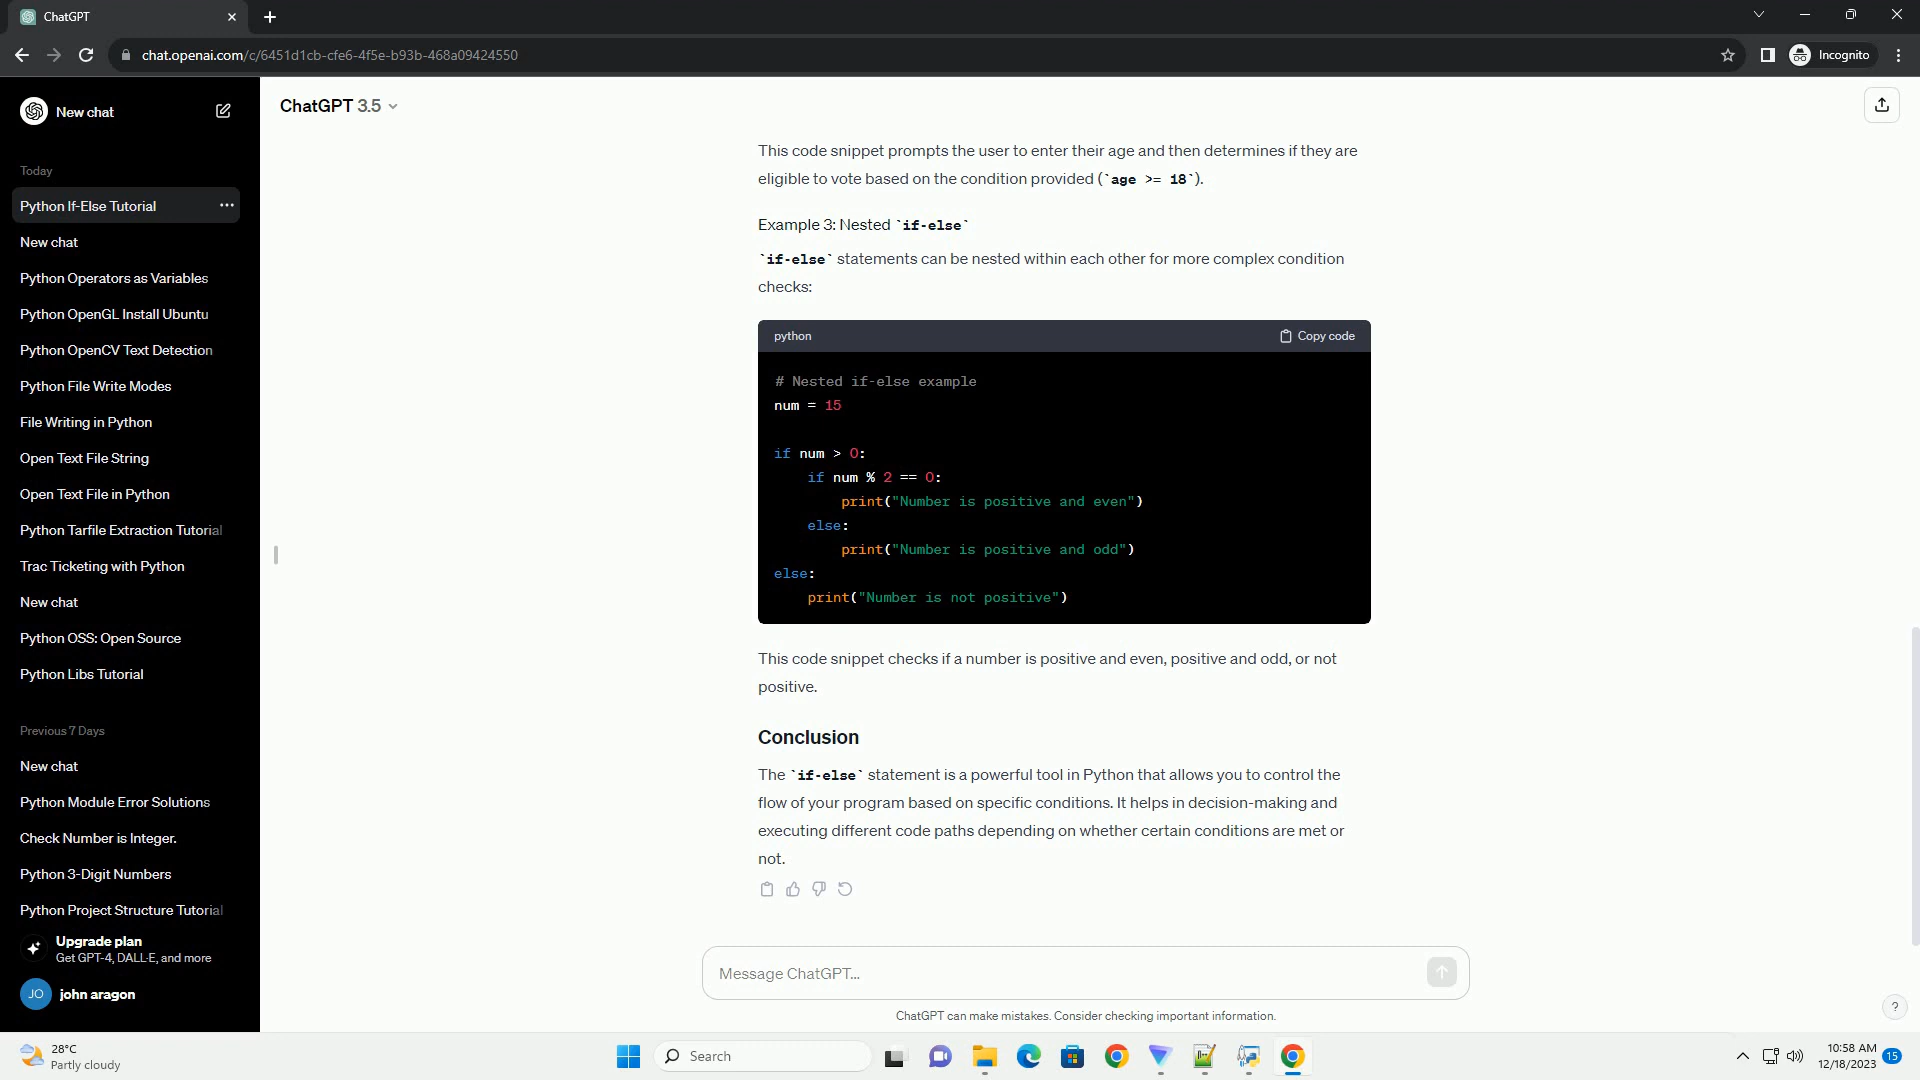 ChatGPT
chat.openai.com/c/6451d1cb-cfe6-4f5e-b93b-468a09424550
Incognito
New chat
Today
Python If-Else Tutorial
New chat
Python Operators as Variables
Python OpenGL Install Ubuntu
Python OpenCV Text Detection
Python File Write Modes
File Writing in Python
Open Text File String
Open Text File in Python
Python Tarfile Extraction Tutorial
Trac Ticketing with Python
New chat
Python OSS: Open Source
Python Libs Tutorial
Previous 7 Days
New chat
Python Module Error Solutions
Check Number is Integer.
Python 3-Digit Numbers
Python Project Structure Tutorial
Upgrade plan
Get GPT-4, DALL·E, and more
JO john aragon
ChatGPT 3.5
This code snippet prompts the user to enter their age and then determines if they are
eligible to vote based on the condition provided (`age >= 18`).
Example 3: Nested `if-else`
`if-else` statements can be nested within each other for more complex condition
checks:
python
Copy code
# Nested if-else example
num = 15
if num > 0:
    if num % 2 == 0:
        print("Number is positive and even")
    else:
        print("Number is positive and odd")
else:
    print("Number is not positive")
This code snippet checks if a number is positive and even, positive and odd, or not
positive.
Conclusion
The `if-else` statement is a powerful tool in Python that allows you to control the
flow of your program based on specific conditions. It helps in decision-making and
executing different code paths depending on whether certain conditions are met or
not.
Message ChatGPT...
ChatGPT can make mistakes. Consider checking important information.
?
28°C
Partly cloudy
Search
10:58 AM
12/18/2023
15